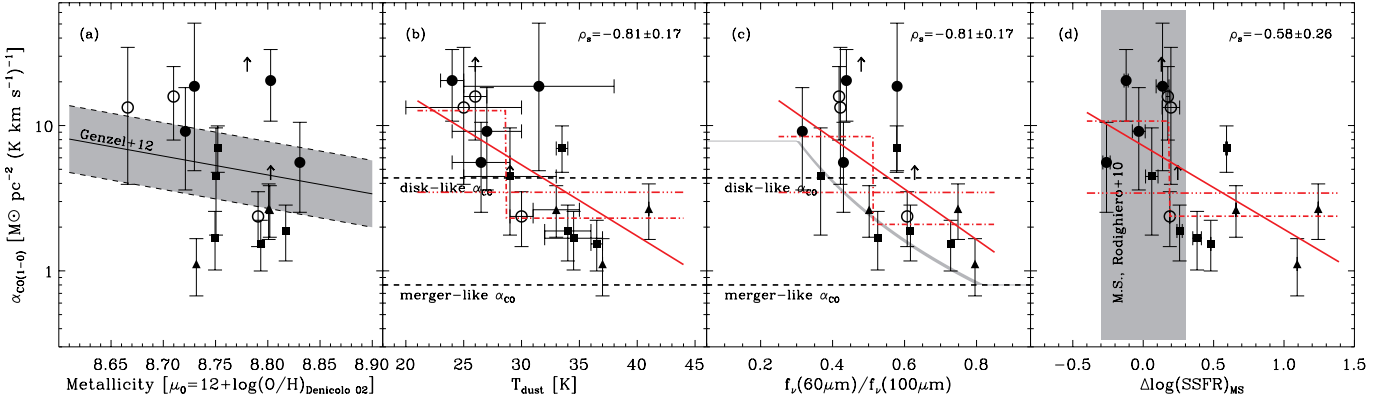 (a)
(b)
ρs=−0.81±0.17
(c)
ρs=−0.81±0.17
(d)
ρs=−0.58±0.26
Genzel+12
disk-like αCO
merger-like αCO
disk-like αCO
merger-like αCO
M.S., Rodighiero+10
αCO(1−0) [M⊙ pc−2 (K km s−1)−1]
10
1
8.65 8.70 8.75 8.80 8.85 8.90
20 25 30 35 40 45
0.2 0.4 0.6 0.8 1.0
−0.5 0.0 0.5 1.0 1.5
Metallicity [μ0=12+log(O/H)Denicolo 02]
Tdust [K]
fν(60μm)/fν(100μm)
Δlog(SSFR)MS